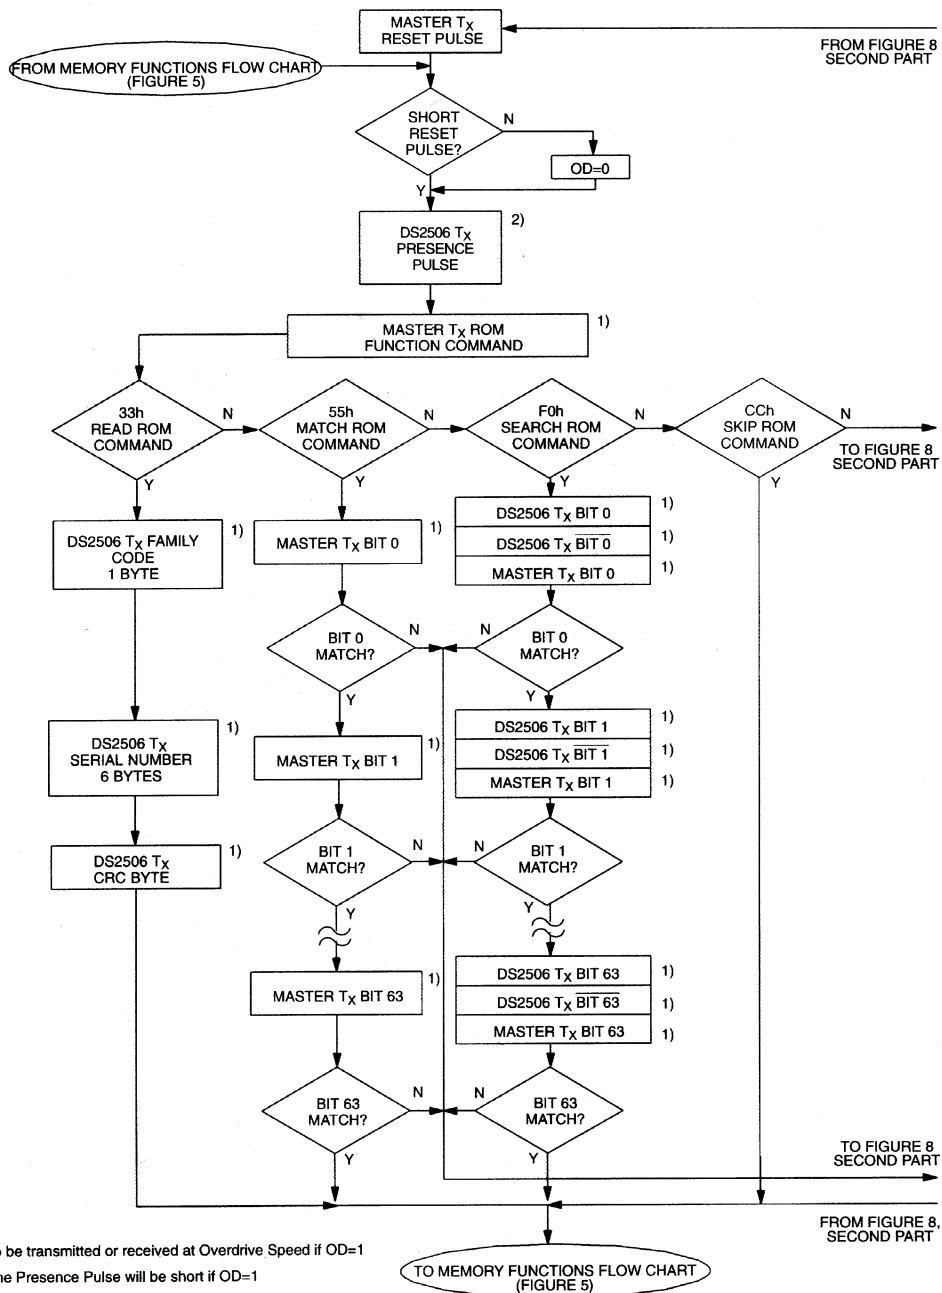 MASTER TX
RESET PULSE
FROM FIGURE 8
SECOND PART
FROM MEMORY FUNCTIONS FLOW CHART
(FIGURE 5)
SHORT
RESET
PULSE?
N
OD=0
Y
DS2506 TX
PRESENCE
PULSE
2)
MASTER TX ROM
FUNCTION COMMAND
1)
33h
READ ROM
COMMAND
N
Y
55h
MATCH ROM
COMMAND
N
Y
F0h
SEARCH ROM
COMMAND
N
Y
CCh
SKIP ROM
COMMAND
N
Y
TO FIGURE 8
SECOND PART
DS2506 TX FAMILY
CODE
1 BYTE
1)
MASTER TX BIT 0
1)
DS2506 TX BIT 0
1)
DS2506 TX BIT 0
1)
MASTER TX BIT 0
1)
BIT 0
MATCH?
N
Y
N
BIT 0
MATCH?
Y
DS2506 TX
SERIAL NUMBER
6 BYTES
1)
MASTER TX BIT 1
1)
DS2506 TX BIT 1
1)
DS2506 TX BIT 1
1)
MASTER TX BIT 1
1)
DS2506 TX
CRC BYTE
1)
BIT 1
MATCH?
N
Y
N
BIT 1
MATCH?
Y
MASTER TX BIT 63
1)
DS2506 TX BIT 63
1)
DS2506 TX BIT 63
1)
MASTER TX BIT 63
1)
BIT 63
MATCH?
N
Y
N
BIT 63
MATCH?
Y
TO FIGURE 8
SECOND PART
FROM FIGURE 8,
SECOND PART
o be transmitted or received at Overdrive Speed if OD=1
ne Presence Pulse will be short if OD=1
TO MEMORY FUNCTIONS FLOW CHART
(FIGURE 5)